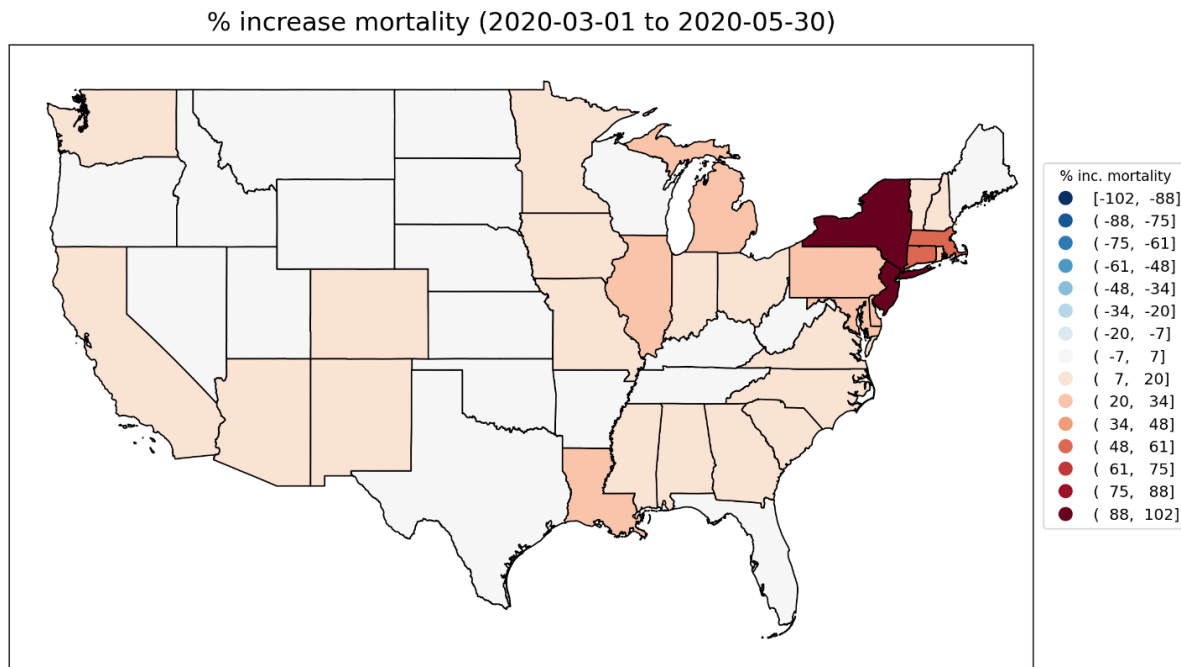 % increase mortality (2020-03-01 to 2020-05-30)
% inc. mortality
[-102, -88]
( -88, -75]
( -75, -61]
( -61, -48]
( -48, -34]
( -34, -20]
( -20, -7]
( -7, 7]
( 7, 20]
( 20, 34]
( 34, 48]
( 48, 61]
( 61, 75]
( 75, 88]
( 88, 102]